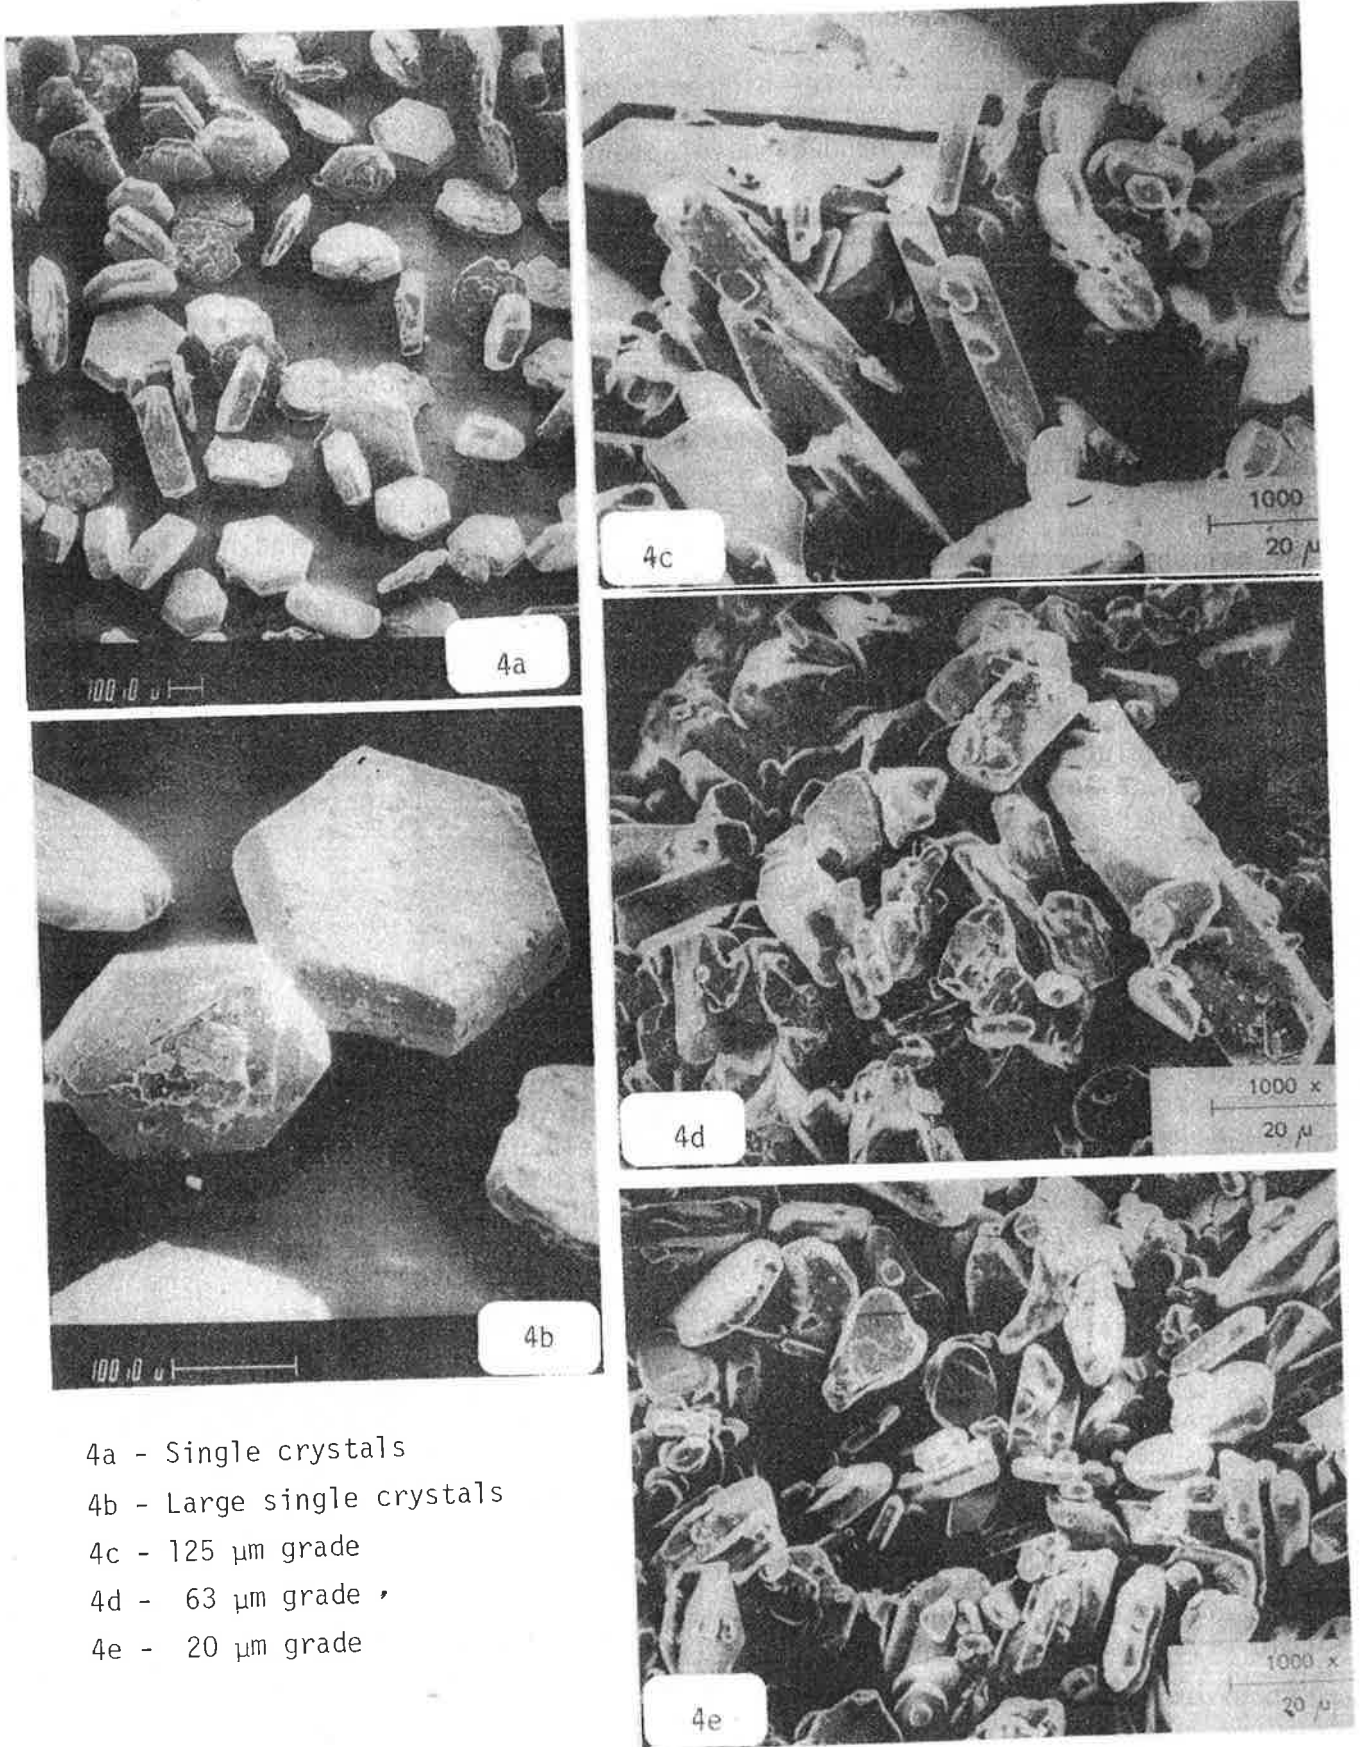 4a
100.0 u
4b
100.0 u
4a - Single crystals
4b - Large single crystals
4c - 125 μm grade
4d - 63 μm grade
4e - 20 μm grade
4c
1000
20 μ
4d
1000 x
20 μ
4e
1000 x
20 μ